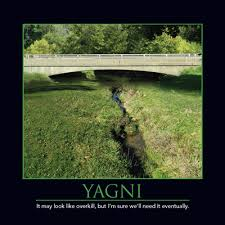 YAGNI
It may look like overkill, but I'm sure we'll need it eventually.